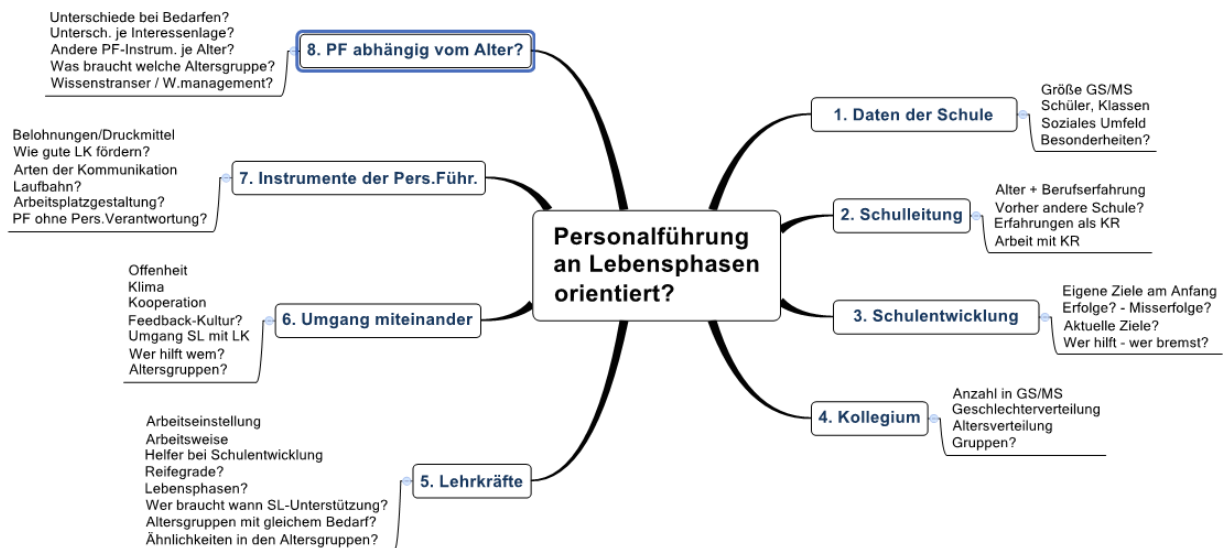 Personalführung
an Lebensphasen
orientiert?
1. Daten der Schule
Größe GS/MS
Schüler, Klassen
Soziales Umfeld
Besonderheiten?
2. Schulleitung
Alter + Berufserfahrung
Vorher andere Schule?
Erfahrungen als KR
Arbeit mit KR
3. Schulentwicklung
Eigene Ziele am Anfang
Erfolge? - Misserfolge?
Aktuelle Ziele?
Wer hilft - wer bremst?
4. Kollegium
Anzahl in GS/MS
Geschlechterverteilung
Altersverteilung
Gruppen?
5. Lehrkräfte
Arbeitseinstellung
Arbeitsweise
Helfer bei Schulentwicklung
Reifegrade?
Lebensphasen?
Wer braucht wann SL-Unterstützung?
Altersgruppen mit gleichem Bedarf?
Ähnlichkeiten in den Altersgruppen?
6. Umgang miteinander
Offenheit
Klima
Kooperation
Feedback-Kultur?
Umgang SL mit LK
Wer hilft wem?
Altersgruppen?
7. Instrumente der Pers.Führ.
Belohnungen/Druckmittel
Wie gute LK fördern?
Arten der Kommunikation
Laufbahn?
Arbeitsplatzgestaltung?
PF ohne Pers.Verantwortung?
8. PF abhängig vom Alter?
Unterschiede bei Bedarfen?
Untersch. je Interessenlage?
Andere PF-Instrum. je Alter?
Was braucht welche Altersgruppe?
Wissenstranser / W.management?